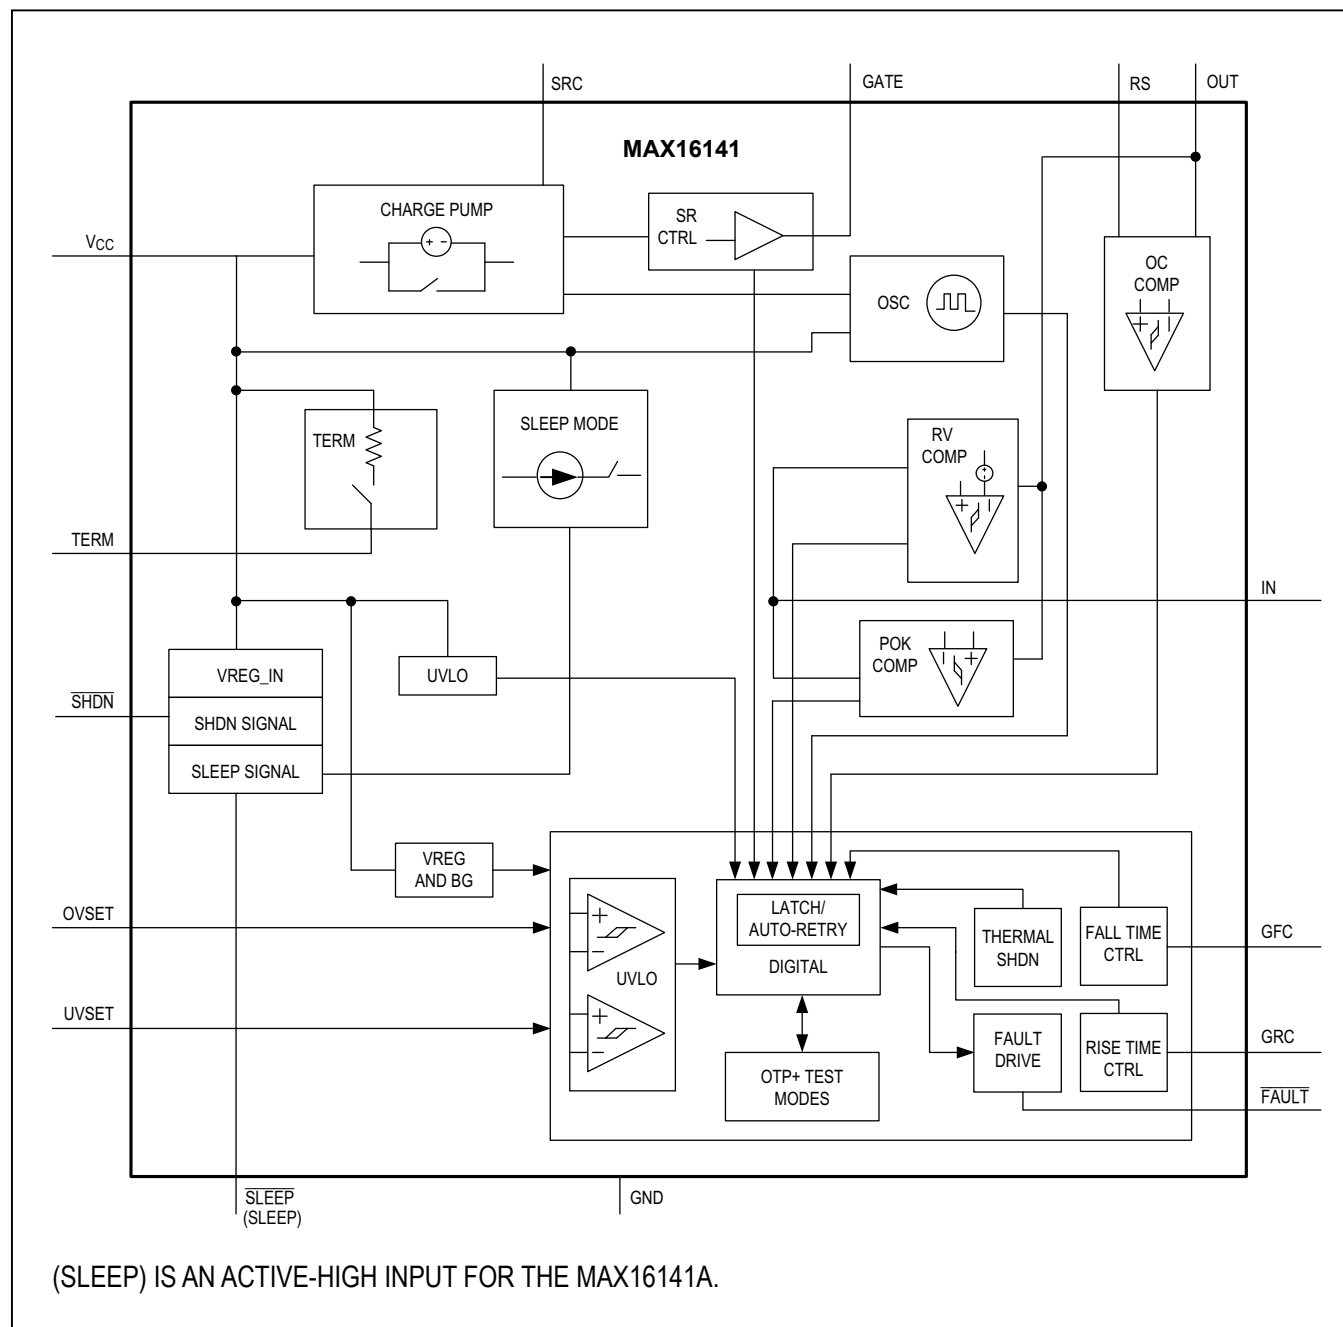 SRC
GATE
RS
OUT
MAX16141
CHARGE PUMP
SR
CTRL
VCC
OC
COMP
OSC
SLEEP MODE
TERM
RV
COMP
TERM
IN
POK
COMP
VREG_IN
UVLO
SHDN
SHDN SIGNAL
SLEEP SIGNAL
VREG
AND BG
LATCH/
AUTO-RETRY
OVSET
THERMAL
SHDN
FALL TIME
CTRL
GFC
DIGITAL
UVLO
UVSET
FAULT
DRIVE
RISE TIME
CTRL
GRC
OTP+ TEST
MODES
FAULT
SLEEP
(SLEEP)
GND
(SLEEP) IS AN ACTIVE-HIGH INPUT FOR THE MAX16141A.